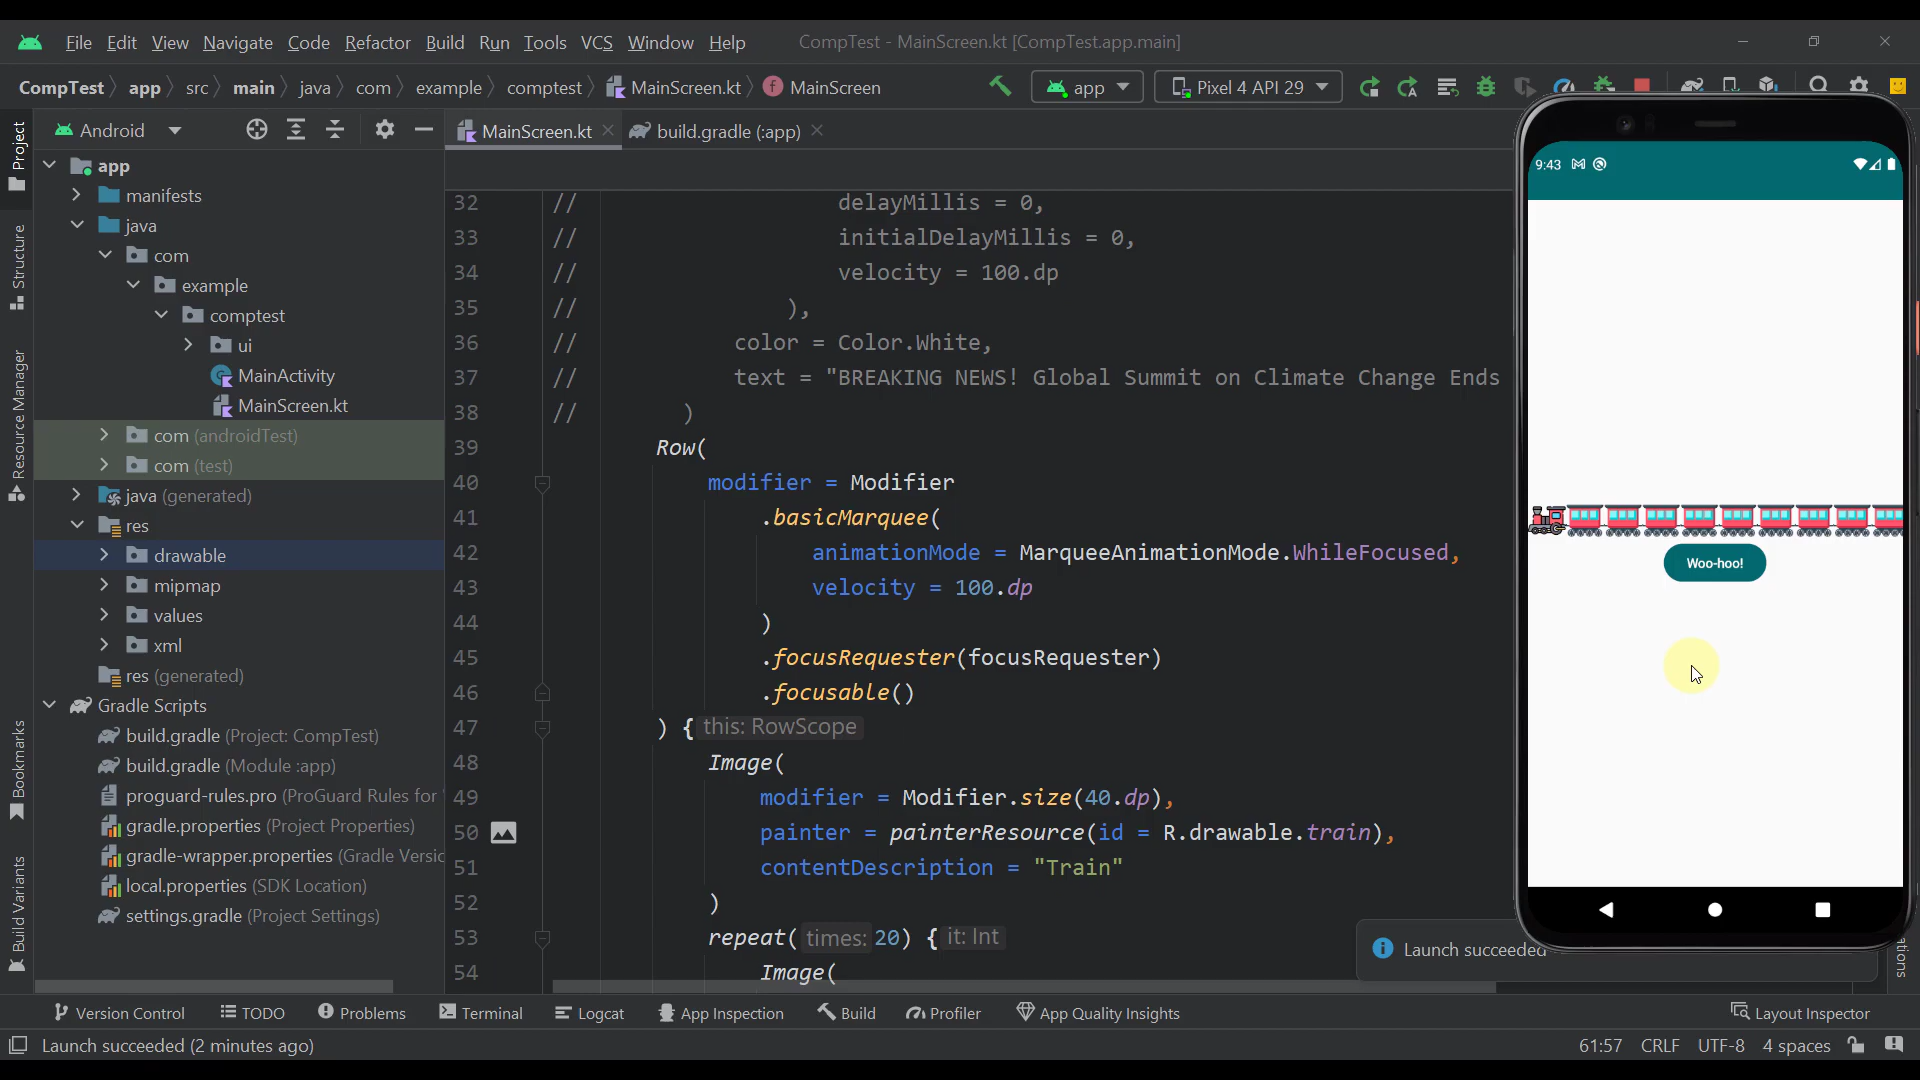 File Edit View Navigate Code Refactor Build Run Tools VCS Window Help CompTest - MainScreen.kt [CompTest.app.main]
CompTest app src main java com example comptest MainScreen.kt MainScreen app Pixel 4 API 29
Project
Structure
Resource Manager
Bookmarks
Build Variants
Android
app
manifests
java
com
example
comptest
ui
MainActivity
MainScreen.kt
com (androidTest)
com (test)
java (generated)
res
drawable
mipmap
values
xml
res (generated)
Gradle Scripts
build.gradle (Project: CompTest)
build.gradle (Module :app)
proguard-rules.pro (ProGuard Rules for
gradle.properties (Project Properties)
gradle-wrapper.properties (Gradle Versio
local.properties (SDK Location)
settings.gradle (Project Settings)
MainScreen.kt build.gradle (:app)
32 // delayMillis = 0,
33 // initialDelayMillis = 0,
34 // velocity = 100.dp
35 // ),
36 // color = Color.White,
37 // text = "BREAKING NEWS! Global Summit on Climate Change Ends
38 // )
39 Row(
40 modifier = Modifier
41 .basicMarquee(
42 animationMode = MarqueeAnimationMode.WhileFocused,
43 velocity = 100.dp
44 )
45 .focusRequester(focusRequester)
46 .focusable()
47 ) { this: RowScope
48 Image(
49 modifier = Modifier.size(40.dp),
50 painter = painterResource(id = R.drawable.train),
51 contentDescription = "Train"
52 )
53 repeat( times: 20) { it: Int
54 Image(
9:43
Woo-hoo!
Launch succeeded
ations
Version Control TODO Problems Terminal Logcat App Inspection Build Profiler App Quality Insights Layout Inspector
Launch succeeded (2 minutes ago) 61:57 CRLF UTF-8 4 spaces